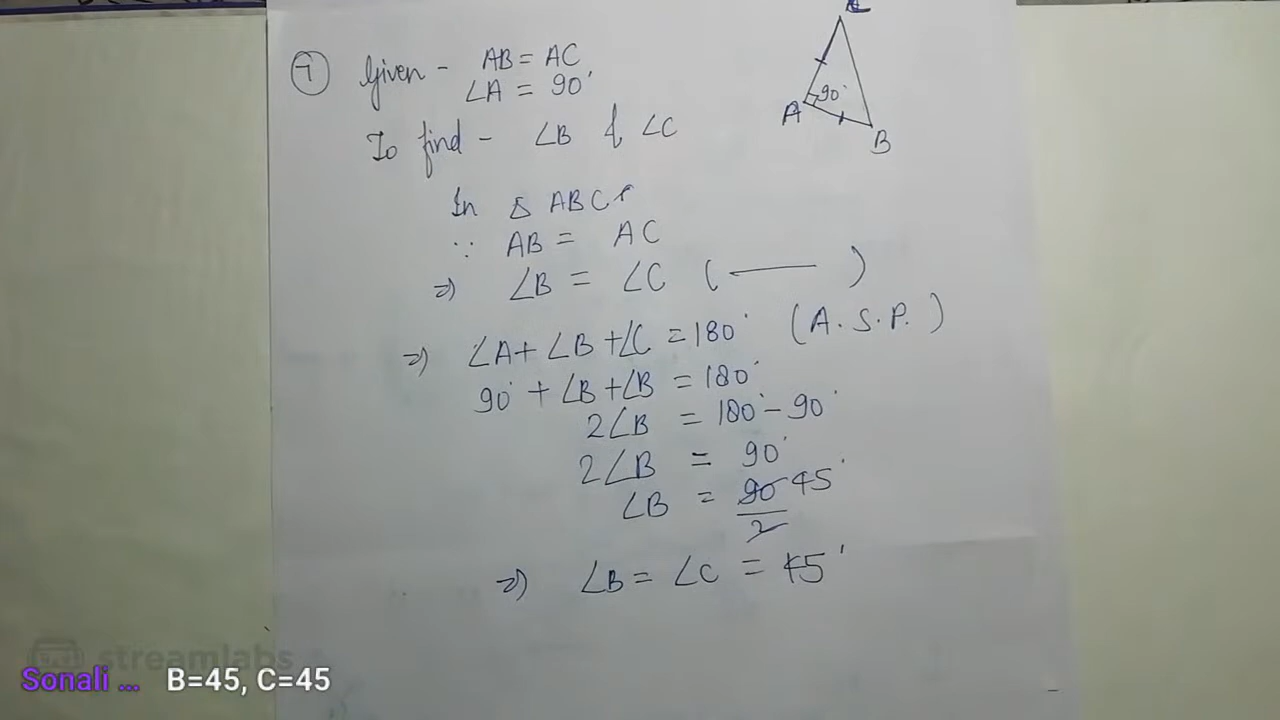 C
7 Given - AB = AC
∠A = 90°
90°
A
B
To find - ∠B & ∠C
In Δ ABC
∵ AB = AC
⇒ ∠B = ∠C ( —— )
⇒ ∠A + ∠B + ∠C = 180° (A.S.P.)
90° + ∠B + ∠B = 180°
2∠B = 180° - 90°
2∠B = 90°
∠B = 90/2 45°
⇒ ∠B = ∠C = 45°
streamlabs
Sonali ... B=45, C=45